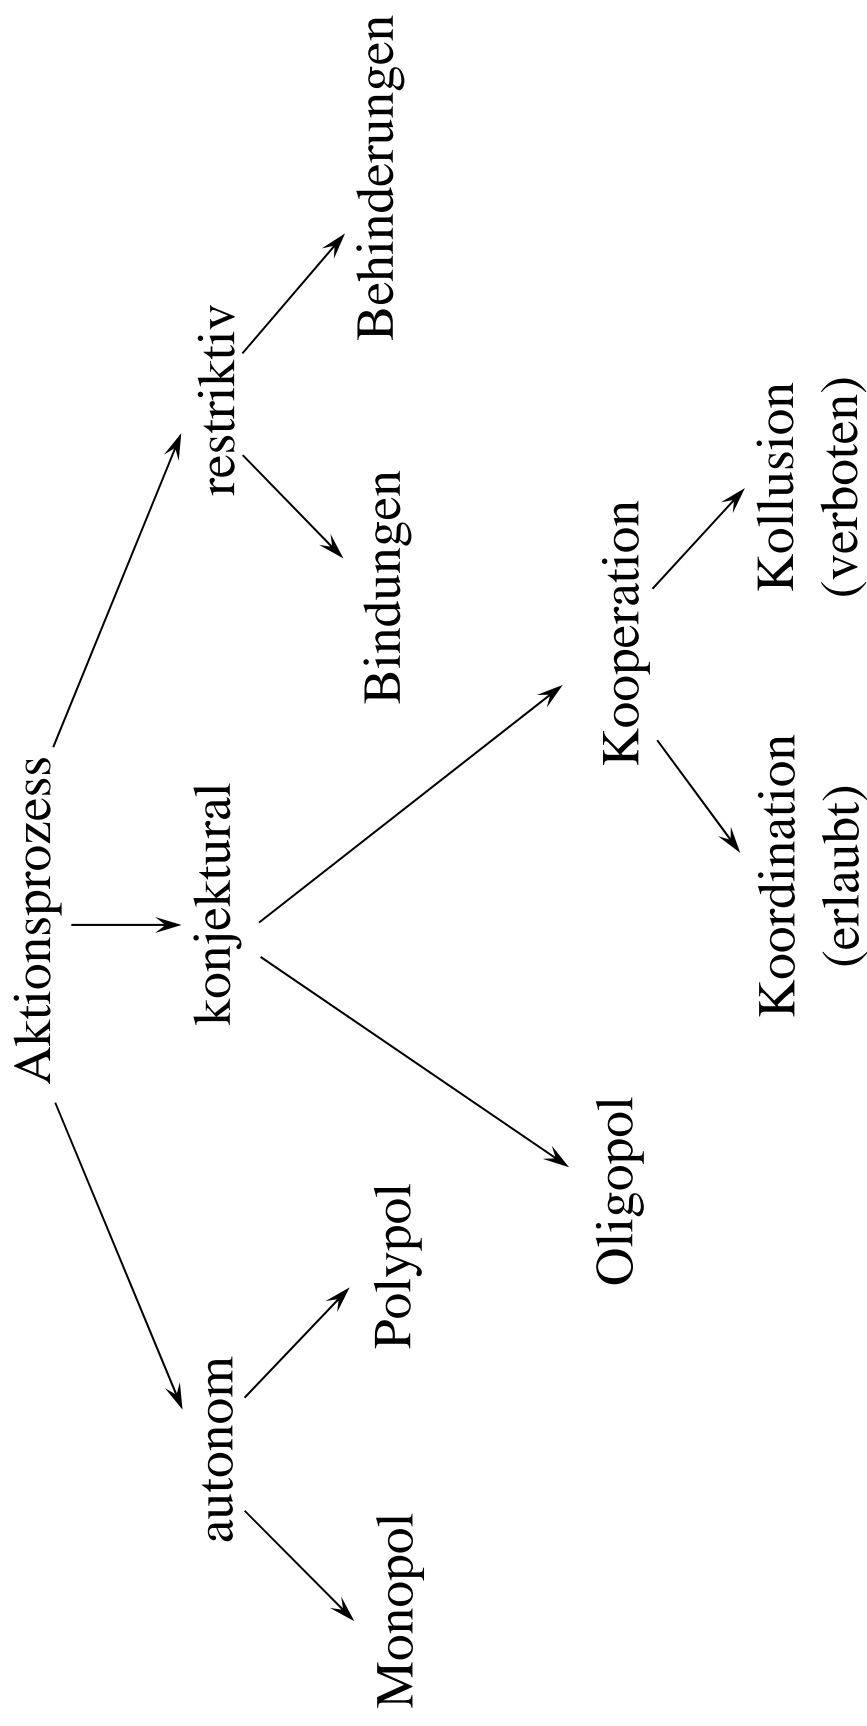 Aktionsprozess
autonom
konjektural
restriktiv
Monopol
Polypol
Bindungen
Behinderungen
Oligopol
Kooperation
Koordination
(erlaubt)
Kollusion
(verboten)